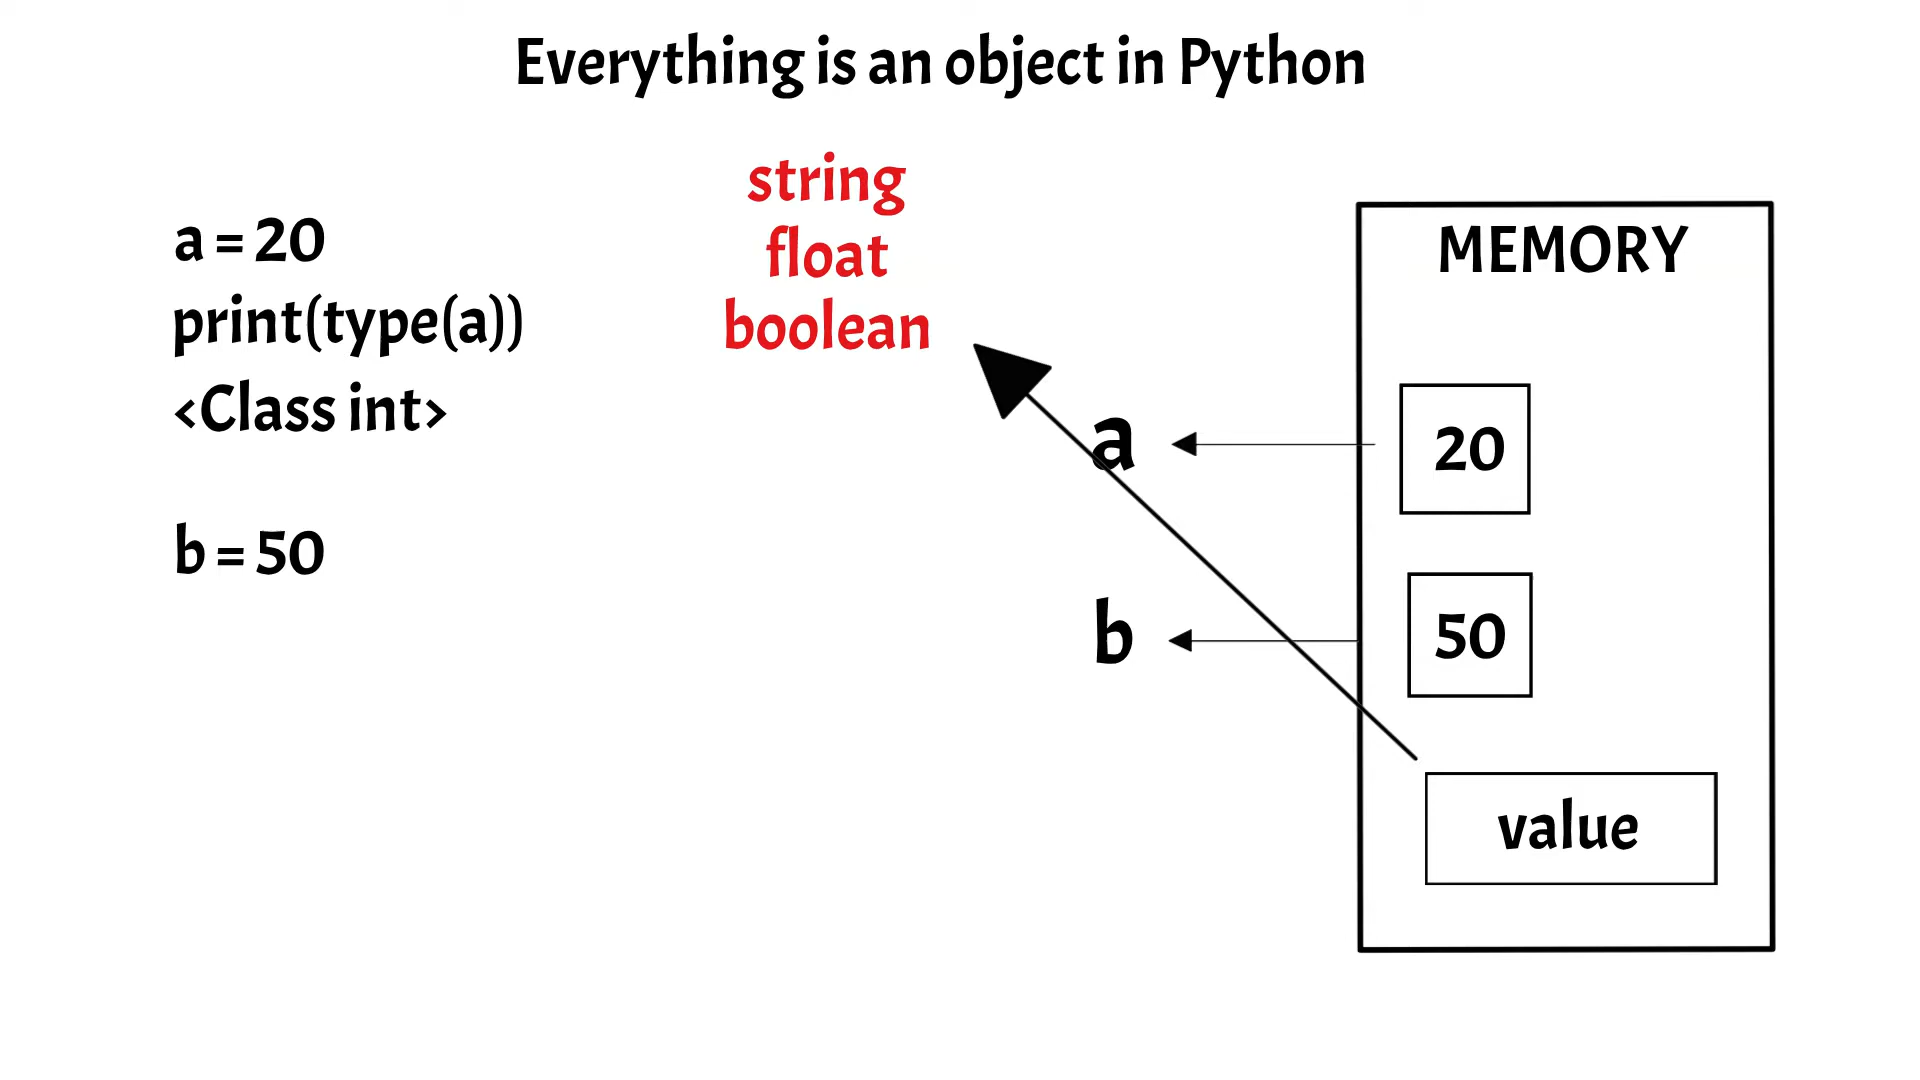 Everything is an object in Python
a = 20
print(type(a))
<Class int>
b = 50
string
float
boolean
a
b
MEMORY
20
50
value